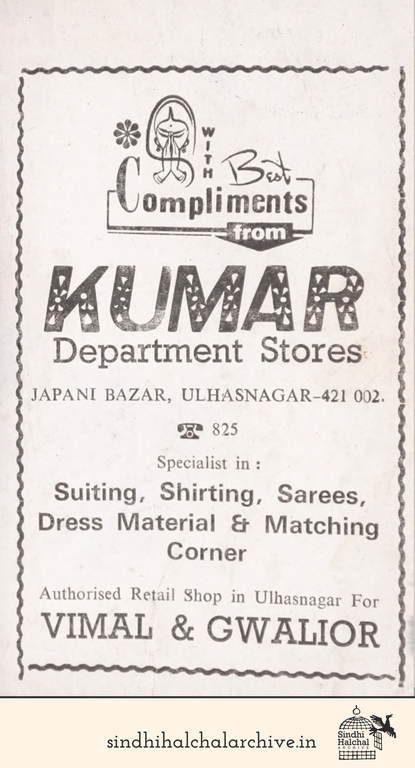 WITH Best
Compliments
from
KUMAR
Department Stores
JAPANI BAZAR, ULHASNAGAR-421 002.
☎ 825
Specialist in :
Suiting, Shirting, Sarees,
Dress Material & Matching
Corner
Authorised Retail Shop in Ulhasnagar For
VIMAL & GWALIOR
sindhihalchalarchive.in
Sindhi
Halchal
ARCHIVE